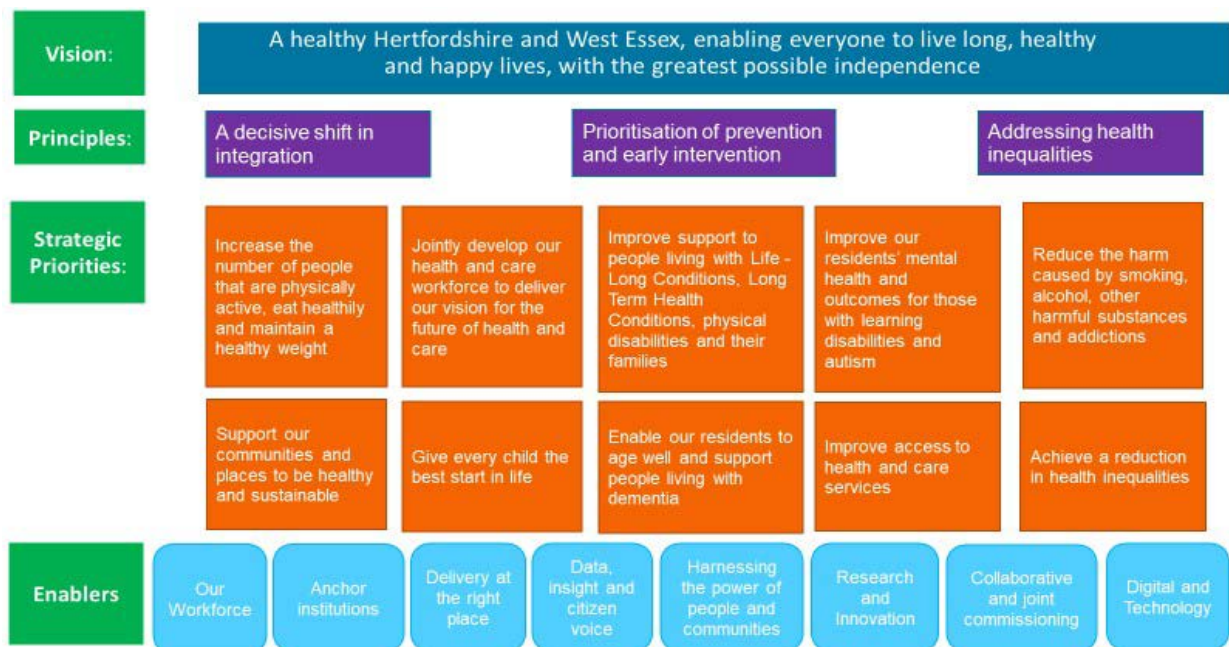 Vision:
A healthy Hertfordshire and West Essex, enabling everyone to live long, healthy
and happy lives, with the greatest possible independence
Principles:
A decisive shift in
integration
Prioritisation of prevention
and early intervention
Addressing health
inequalities
Strategic
Priorities:
Increase the
number of people
that are physically
active, eat healthily
and maintain a
healthy weight
Jointly develop our
health and care
workforce to deliver
our vision for the
future of health and
care
Improve support to
people living with Life -
Long Conditions, Long
Term Health
Conditions, physical
disabilities and their
families
Improve our
residents' mental
health and
outcomes for those
with learning
disabilities and
autism
Reduce the harm
caused by smoking,
alcohol, other
harmful substances
and addictions
Support our
communities and
places to be healthy
and sustainable
Give every child the
best start in life
Enable our residents to
age well and support
people living with
dementia
Improve access to
health and care
services
Achieve a reduction
in health inequalities
Enablers
Our
Workforce
Anchor
institutions
Delivery at
the right
place
Data,
insight and
citizen
voice
Harnessing
the power of
people and
communities
Research
and
Innovation
Collaborative
and joint
commissioning
Digital and
Technology